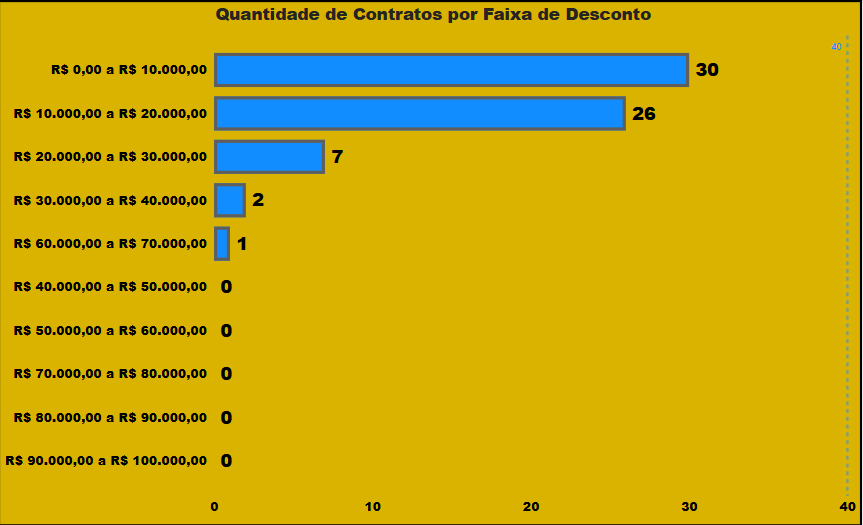 Quantidade de Contratos por Faixa de Desconto
40
R$ 0,00 a R$ 10.000,00 30
R$ 10.000,00 a R$ 20.000,00 26
R$ 20.000,00 a R$ 30.000,00 7
R$ 30.000,00 a R$ 40.000,00 2
R$ 60.000,00 a R$ 70.000,00 1
R$ 40.000,00 a R$ 50.000,00 0
R$ 50.000,00 a R$ 60.000,00 0
R$ 70.000,00 a R$ 80.000,00 0
R$ 80.000,00 a R$ 90.000,00 0
R$ 90.000,00 a R$ 100.000,00 0
0 10 20 30 40